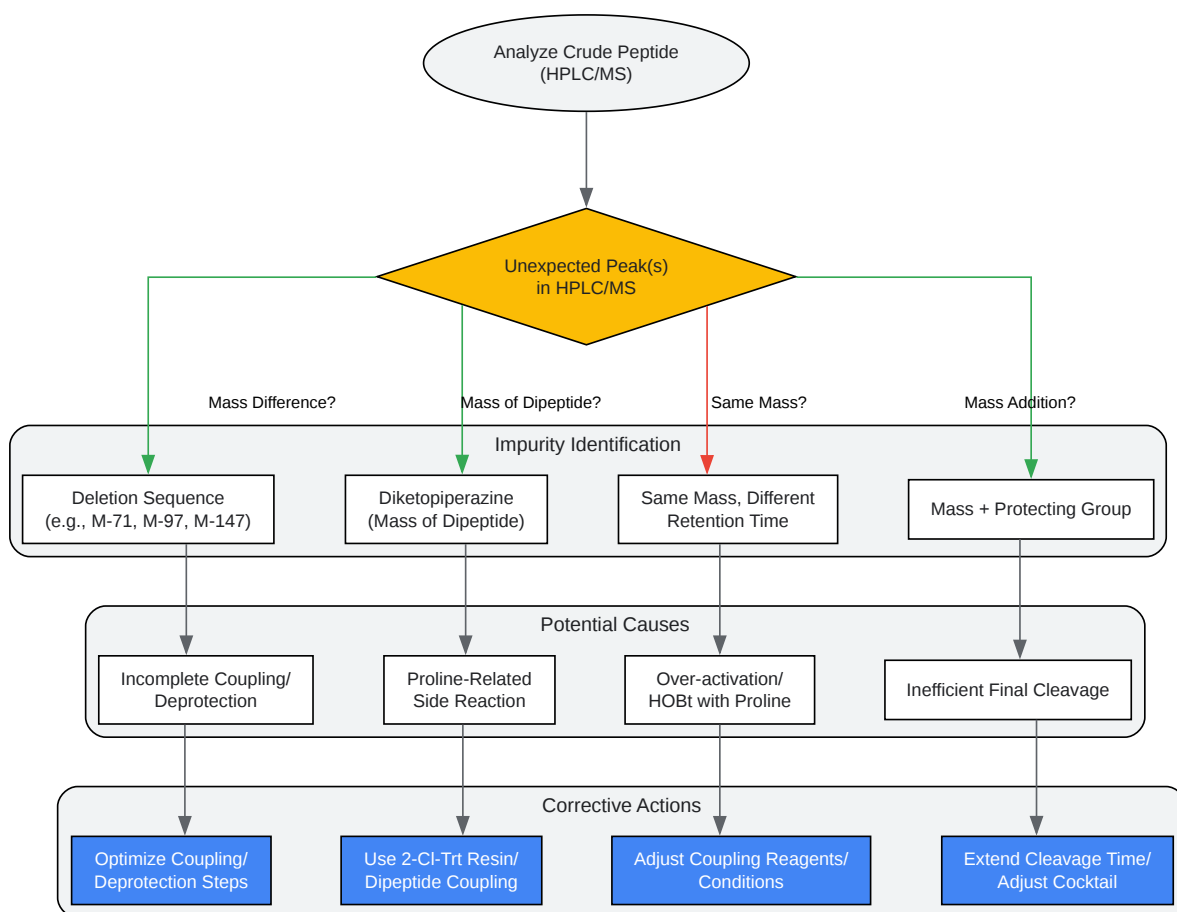 Analyze Crude Peptide
(HPLC/MS)
Unexpected Peak(s)
in HPLC/MS
Mass Difference?
Mass of Dipeptide?
Same Mass?
Mass Addition?
Impurity Identification
Deletion Sequence
(e.g., M-71, M-97, M-147)
Diketopiperazine
(Mass of Dipeptide)
Same Mass, Different
Retention Time
Mass + Protecting Group
Potential Causes
Incomplete Coupling/
Deprotection
Proline-Related
Side Reaction
Over-activation/
HOBt with Proline
Inefficient Final Cleavage
Corrective Actions
Optimize Coupling/
Deprotection Steps
Use 2-Cl-Trt Resin/
Dipeptide Coupling
Adjust Coupling Reagents/
Conditions
Extend Cleavage Time/
Adjust Cocktail